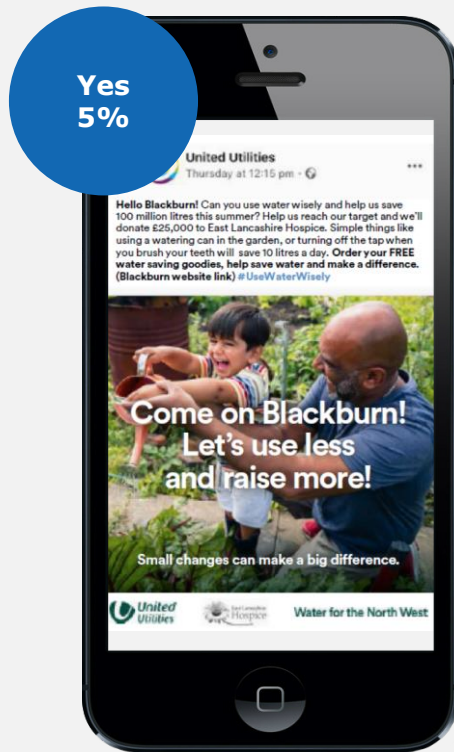 Yes
5%
United Utilities
Thursday at 12:15 pm ·
Hello Blackburn! Can you use water wisely and help us save
100 million litres this summer? Help us reach our target and we'll
donate £25,000 to East Lancashire Hospice. Simple things like
using a watering can in the garden, or turning off the tap when
you brush your teeth will save 10 litres a day. Order your FREE
water saving goodies, help save water and make a difference.
(Blackburn website link) #UseWaterWisely
Come on Blackburn!
Let's use less
and raise more!
Small changes can make a big difference.
United
Utilities
East Lancashire
Hospice
Water for the North West